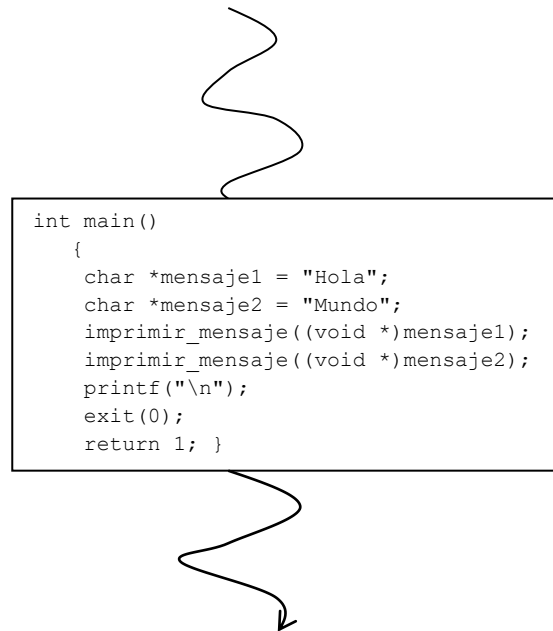 int main()
{
char *mensaje1 = "Hola";
char *mensaje2 = "Mundo";
imprimir_mensaje((void *)mensaje1);
imprimir_mensaje((void *)mensaje2);
printf("\n");
exit(0);
return 1; }